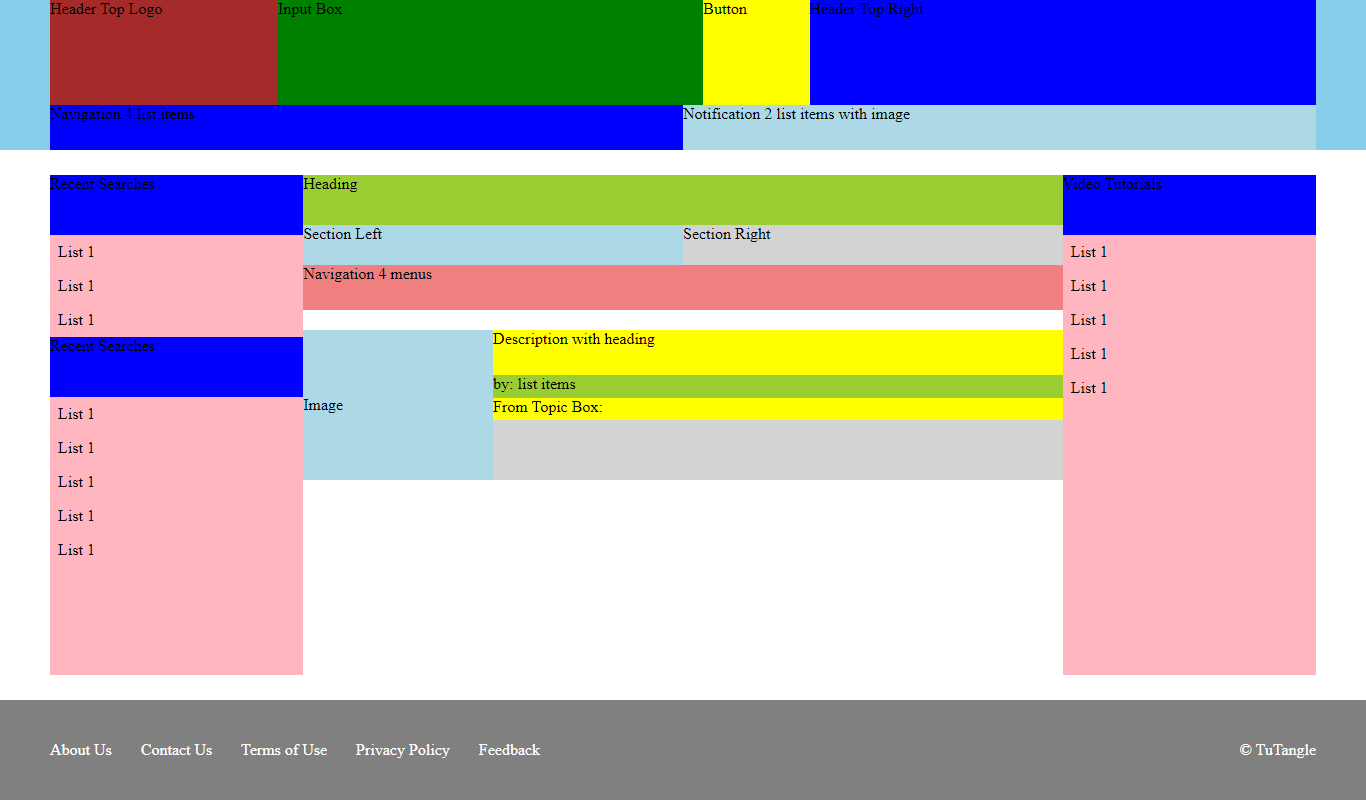 Header Top Logo
Input Box
Button
Header Top Right
Navigation 4 list items
Notification 2 list items with image
Recent Searches
List 1
List 1
List 1
Recent Searches
List 1
List 1
List 1
List 1
List 1
Heading
Section Left
Section Right
Navigation 4 menus
Image
Description with heading
by: list items
From Topic Box:
Video Tutorials
List 1
List 1
List 1
List 1
List 1
About Us Contact Us Terms of Use Privacy Policy Feedback
© TuTangle